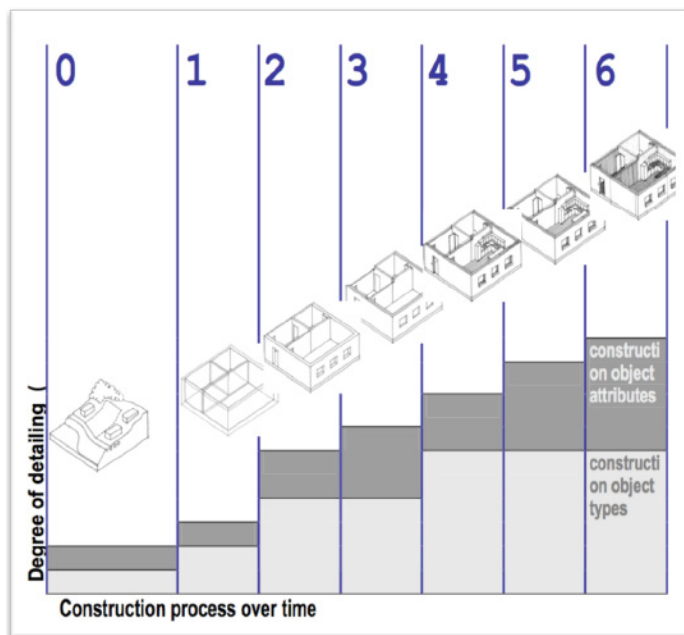 0 1 2 3 4 5 6
constructi
on object
attributes
constructi
on object
types
Degree of detailing (
Construction process over time